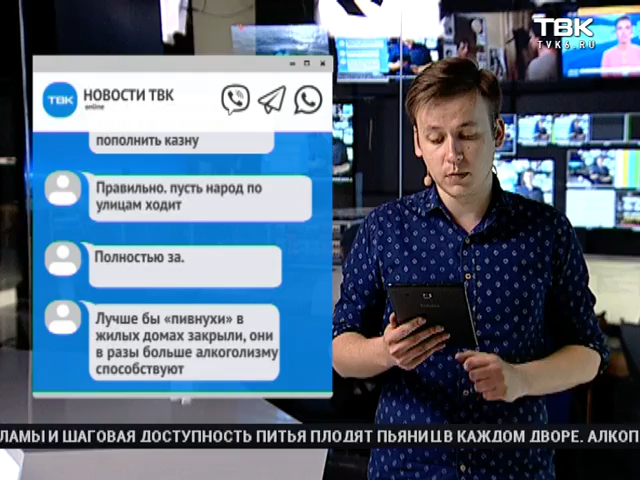 ТВК
TVK6.RU
ТВК
НОВОСТИ ТВК
online
пополнить казну
Правильно. пусть народ по
улицам ходит
Полностью за.
Лучше бы «пивнухи» в
жилых домах закрыли, они
в разы больше алкоголизму
способствуют
ЛАМЫ И ШАГОВАЯ ДОСТУПНОСТЬ ПИТЬЯ ПЛОДЯТ ПЬЯНИЦ В КАЖДОМ ДВОРЕ. АЛКОП